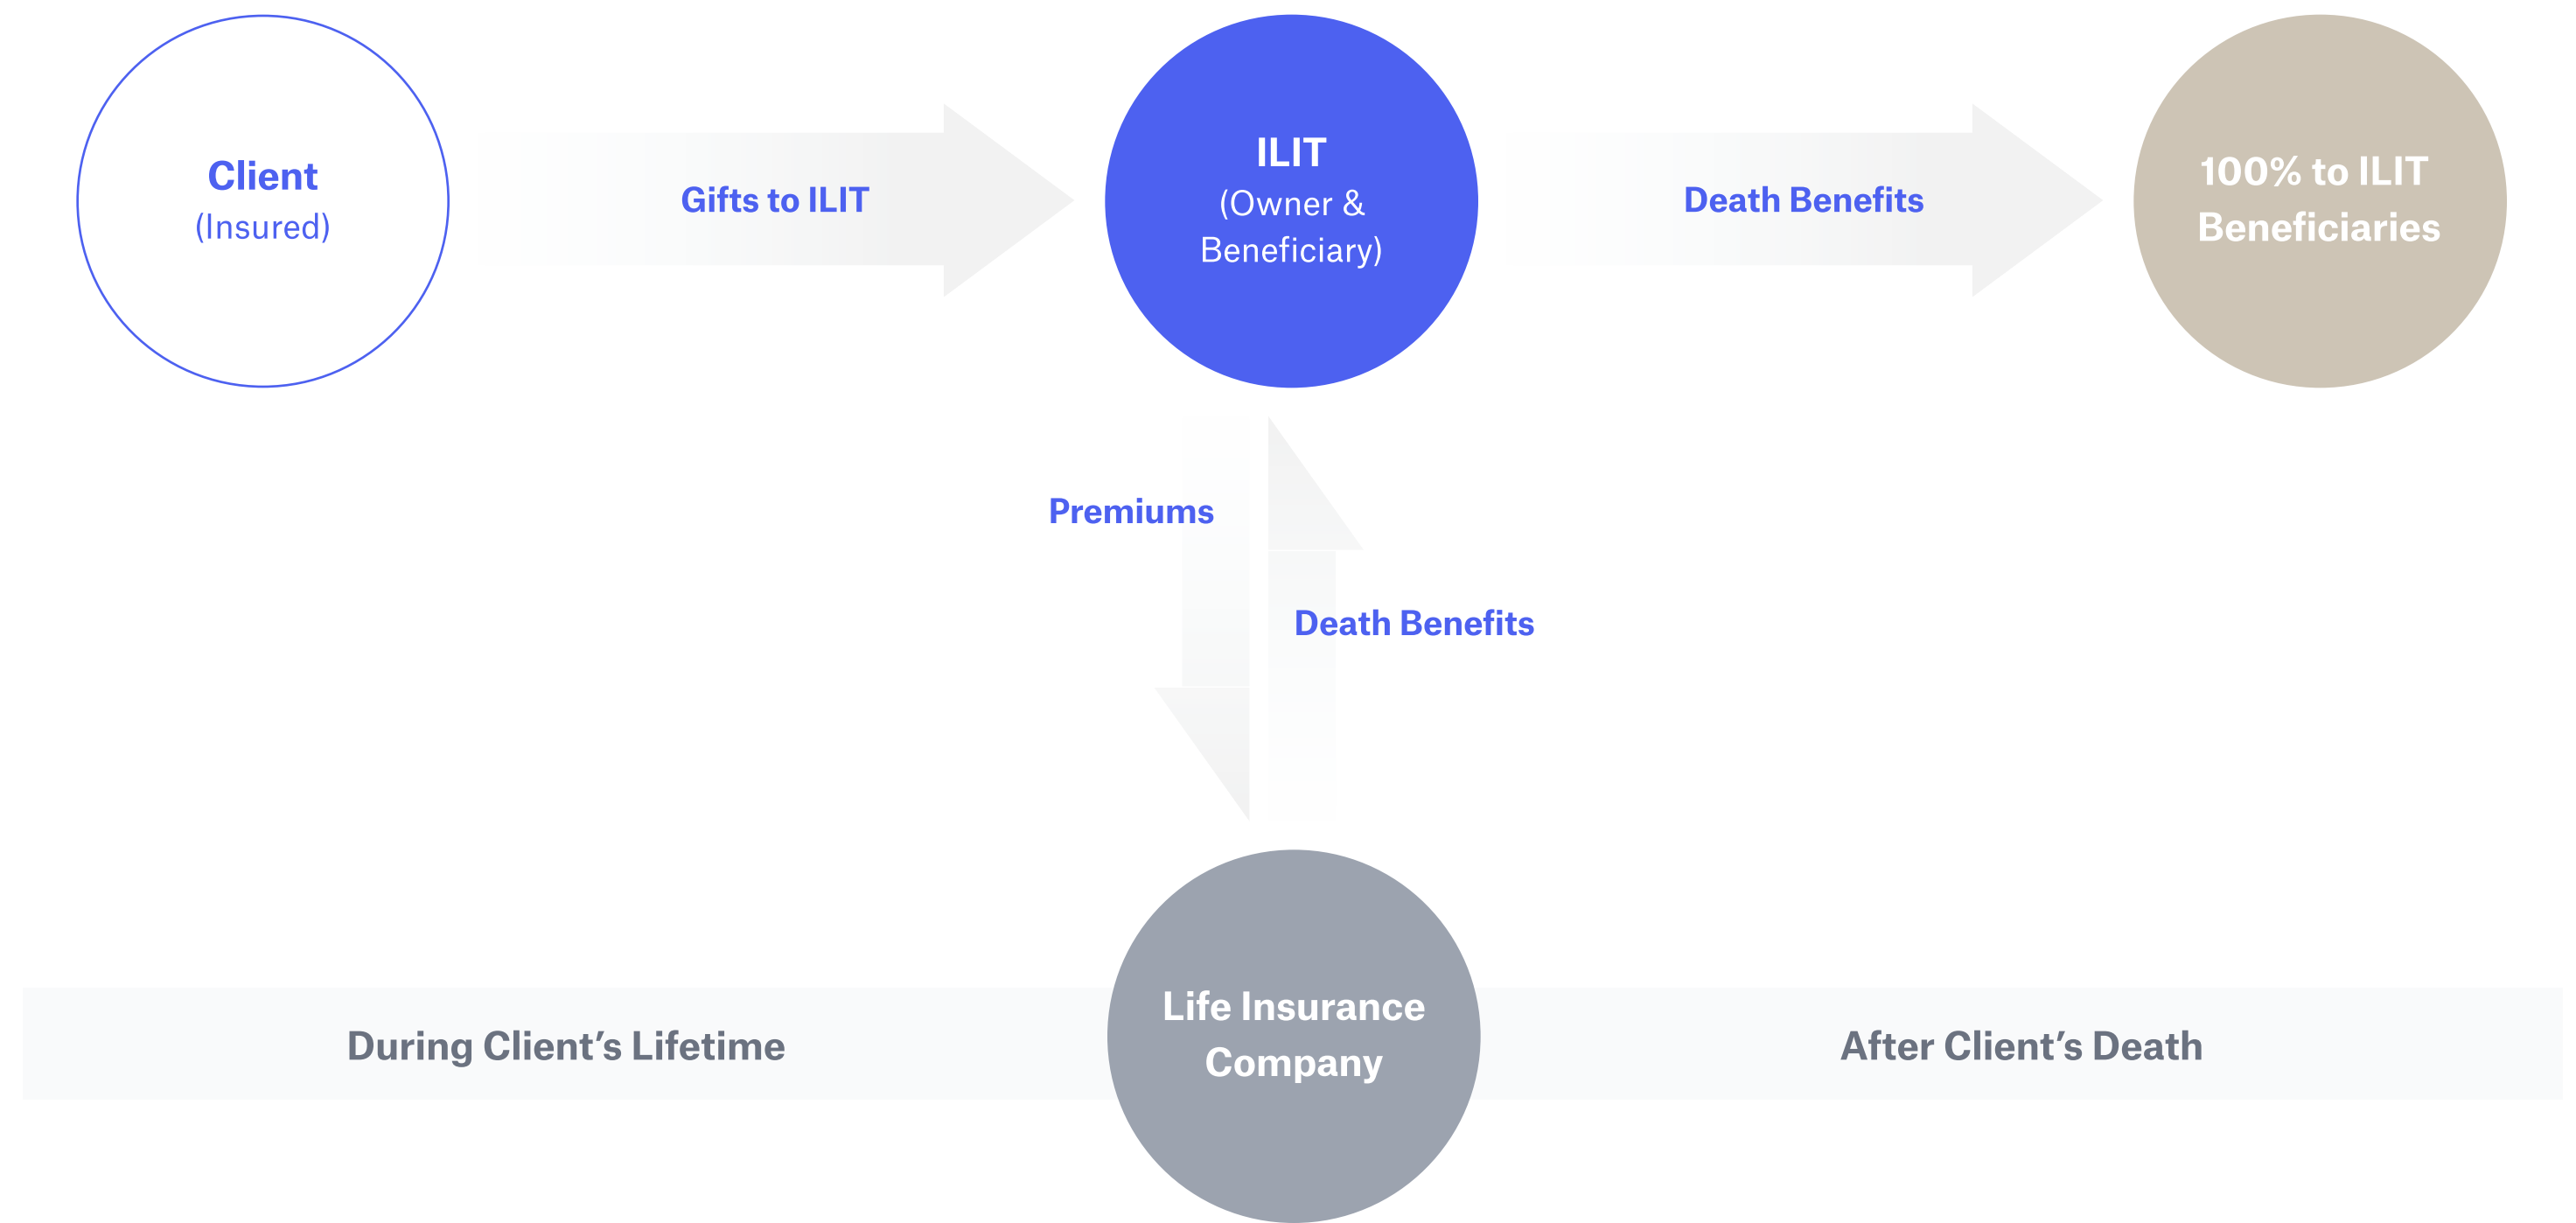 Client
(Insured)
Gifts to ILIT
ILIT
(Owner &
Beneficiary)
Death Benefits
100% to ILIT
Beneficiaries
Premiums
Death Benefits
Life Insurance
Company
During Client’s Lifetime
After Client’s Death